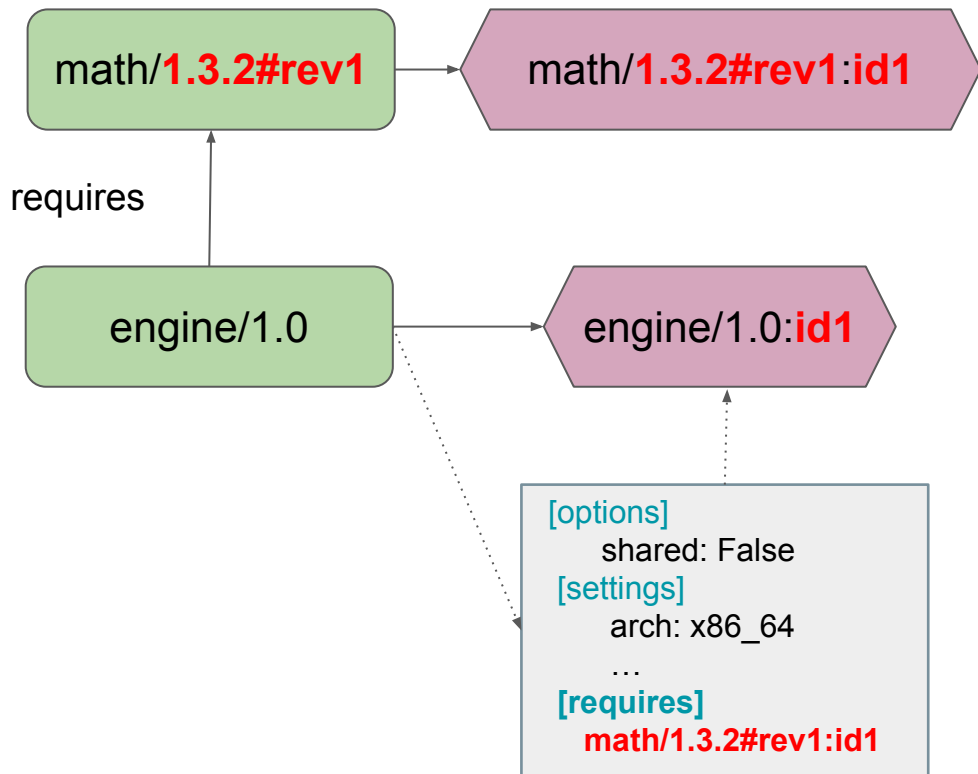 math/1.3.2#rev1
math/1.3.2#rev1:id1
requires
engine/1.0
engine/1.0:id1
[options]
shared: False
[settings]
arch: x86_64
…
[requires]
math/1.3.2#rev1:id1